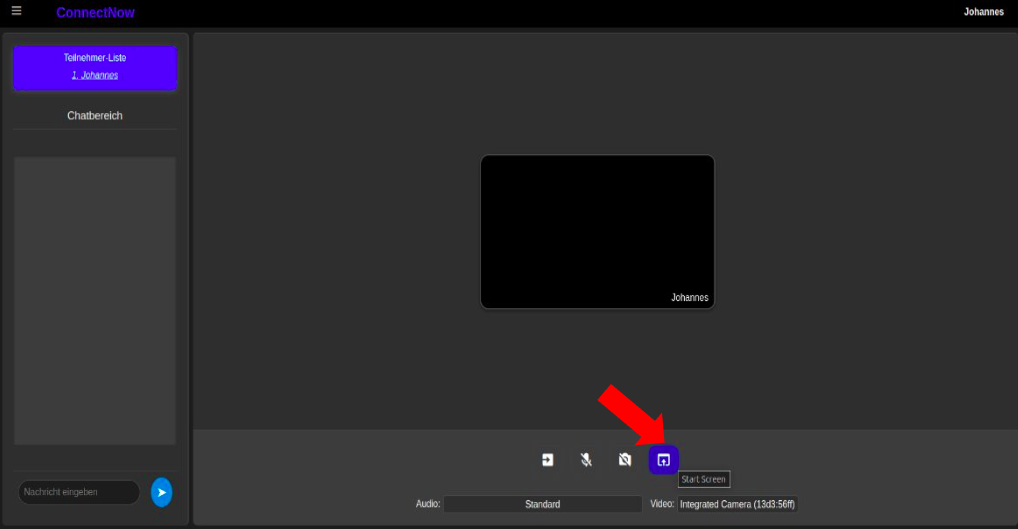 ConnectNow
Johannes
Teilnehmer-Liste
1. Johannes
Chatbereich
Johannes
Start Screen
Nachricht eingeben
Audio: Standard Video: Integrated Camera (13d3:56ff)